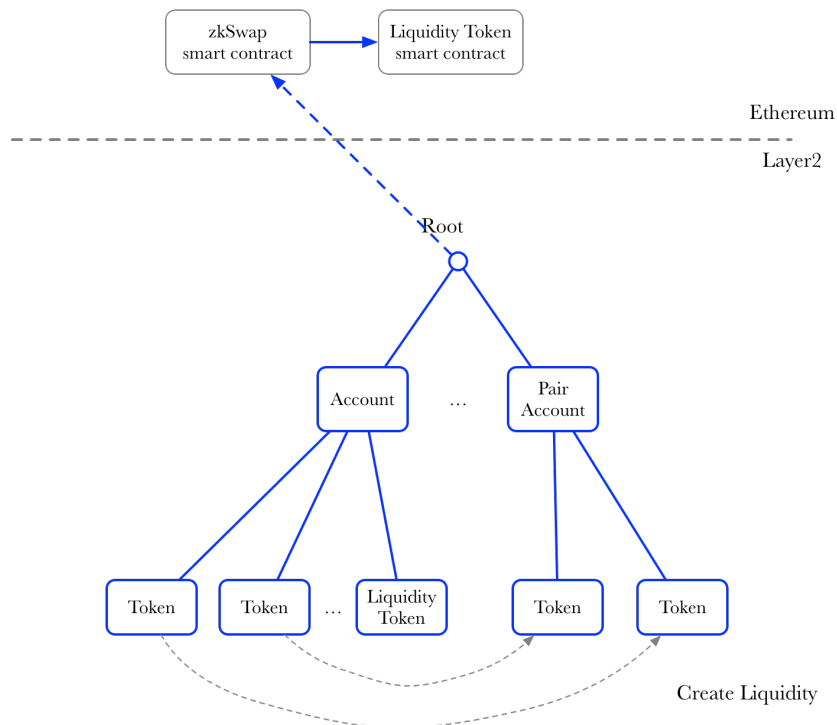 zkSwap
smart contract
Liquidity Token
smart contract
Ethereum
Layer2
Root
Account
...
Pair
Account
Token
Token
...
Liquidity
Token
Token
Token
Create Liquidity